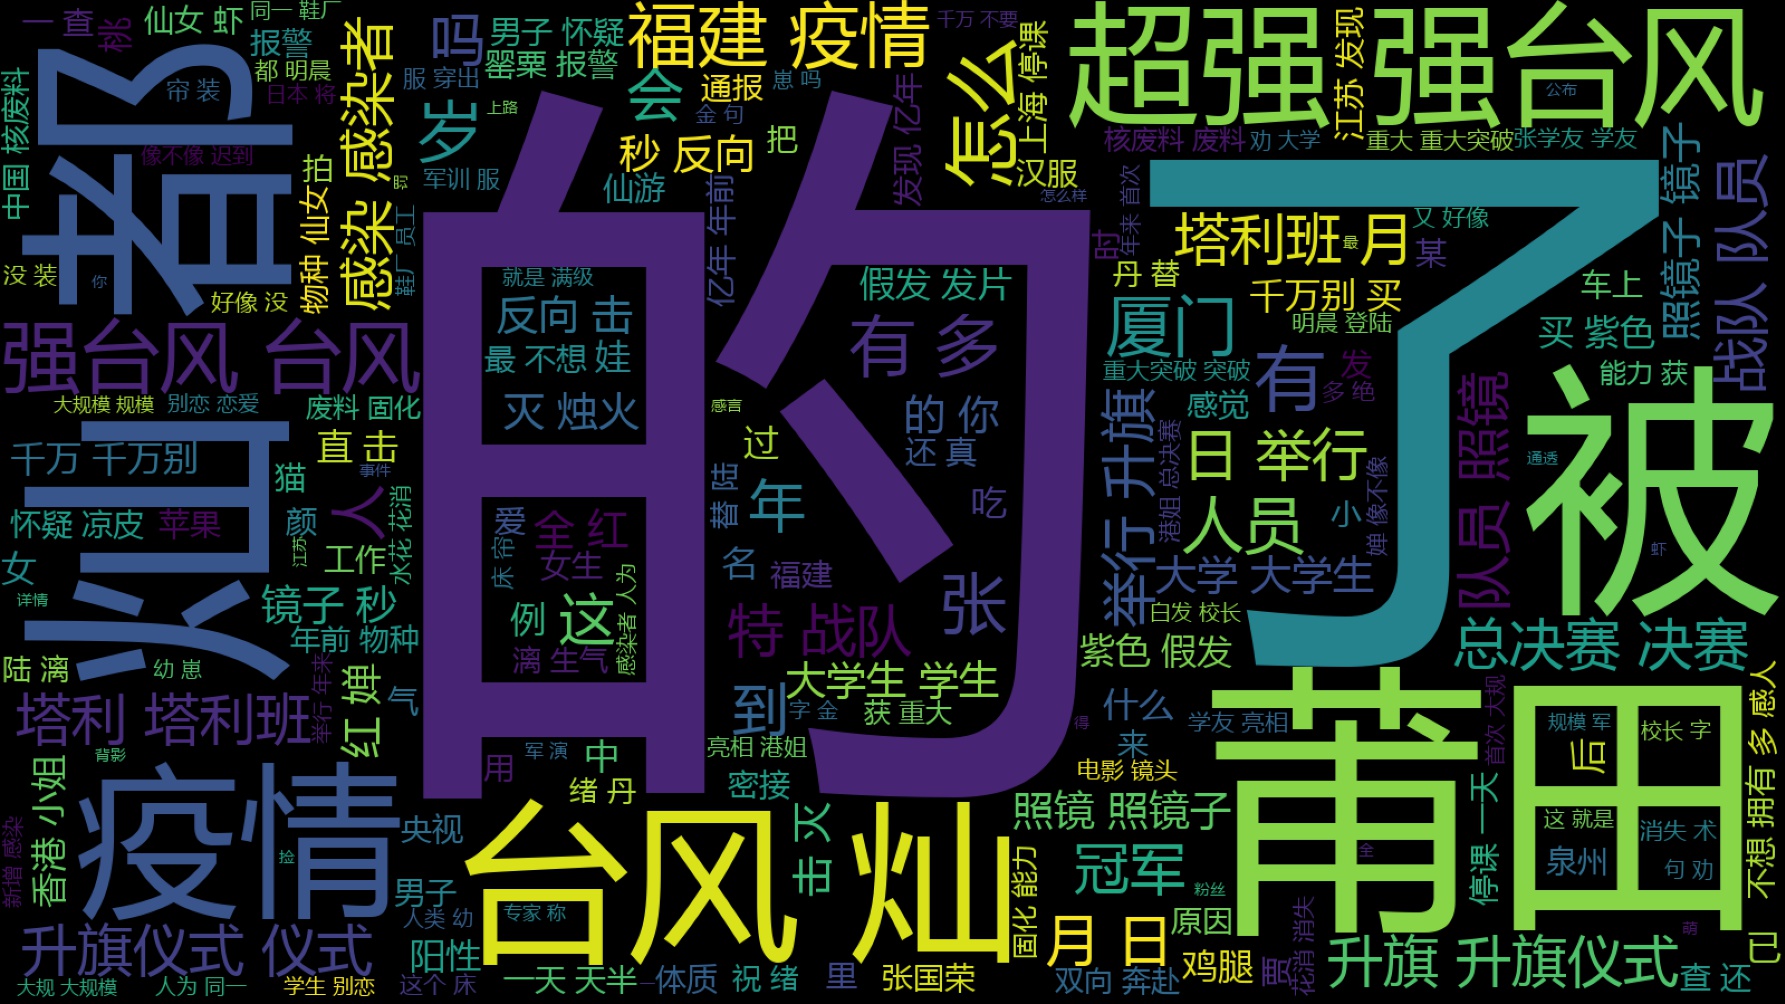 一 查
桃
仙女 虾
同一 鞋厂
报警
都 明晨
帘 装
日本 将
都
像不像 迟到
中国 核废料
没 装
你
好像 没
感染 感染者
物种 仙女
拍
罚
鞋厂 员工
吗
男子 怀疑
罂粟 报警
服 穿出
上路
岁
军训 服
福建 疫情
千万 不要
会
通报
崽 吗
金 句
秒 反向
把
仙游
亿年 年前
发现 亿年
怎么
上海 停课
汉服
怎么样
超强 强台风
江苏 发现
公布
核废料 废料
劝 大学
重大 重大突破
张学友 学友
照镜子 镜子
战队 队员
的
了
就是 满级
反向 击
最 不想 娃
灭 烛火
假发 发片
有 多
的 你
还 真
感言
过
吃
替 陆
年
名
福建
特 战队
张
大学生 学生
到
字 金
获 重大
亮相 港姐
得
密接
时
年来 首次
塔利班 月
最
又 好像
某
丹 替
千万别 买
车上
厦门
明晨 登陆
买 紫色
有
发
多 绝
重大突破 突破
感觉
能力 获
举行 升旗
港姐 总决赛
日 举行
婵 像不像
小
人员
大学 大学生
队员 照镜
白发 校长
紫色 假发
被
通透
虾
总决赛 决赛
强台风 台风
大规模 规模
别恋 恋爱
废料 固化
灿
千万 千万别
直 击
猫
事件
怀疑 凉皮
苹果
颜
人
水花 花消
江苏
工作
女
详情
镜子 秒
年前 物种
陆 漓
幼 崽
举行 年来
红 婵
气
塔利 塔利班
背影
爱
全 红
床 帘
女生
例
这
感染者 人为
漓 生气
用
军 演
中
绪 丹
香港 小姐
新增 感染
疫情
捡
央视
男子
人类 幼
专家 称
阳性
升旗仪式 仪式
大规 大规模
人为 同一
学生 别恋
这个 床
一天 天半
台风 灿
击 灭
一体质
祝 绪
里
张国荣
固化 能力
什么
来
学友 亮相
首次 大规
电影 镜头
照镜 照镜子
冠军
粉丝
月 日
原因
双向 奔赴
鸡腿
贾
花消 消失
莆田
全
规模 军
后
校长 字
这 就是
泉州
消失 术
句 劝
停课 一天
不想 拥有 多 感人
已
萌
升旗 升旗仪式
查 还